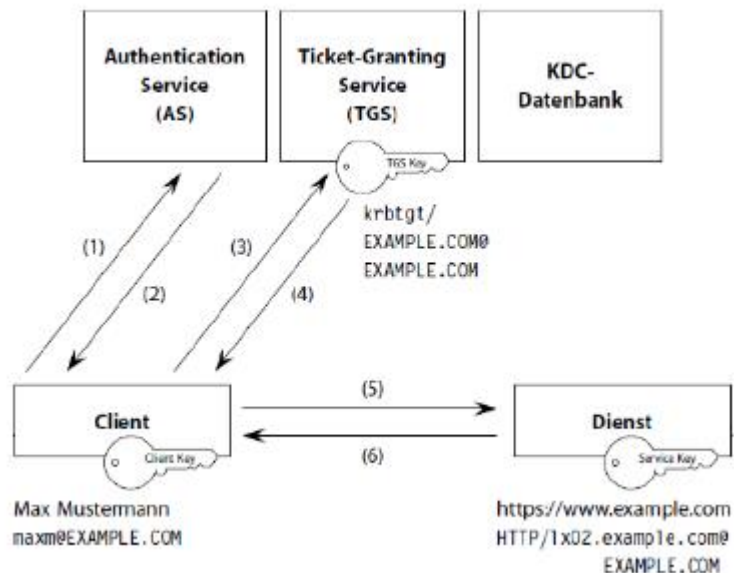 Authentication
Service
(AS)
Ticket-Granting
Service
(TGS)
KDC-
Datenbank
TGS Key
krbtgt/
EXAMPLE.COM@
EXAMPLE.COM
(1)
(2)
(3)
(4)
(5)
(6)
Client
Client Key
Dienst
Service Key
Max Mustermann
maxm@EXAMPLE.COM
https://www.example.com
HTTP/lx02.example.com@
EXAMPLE.COM